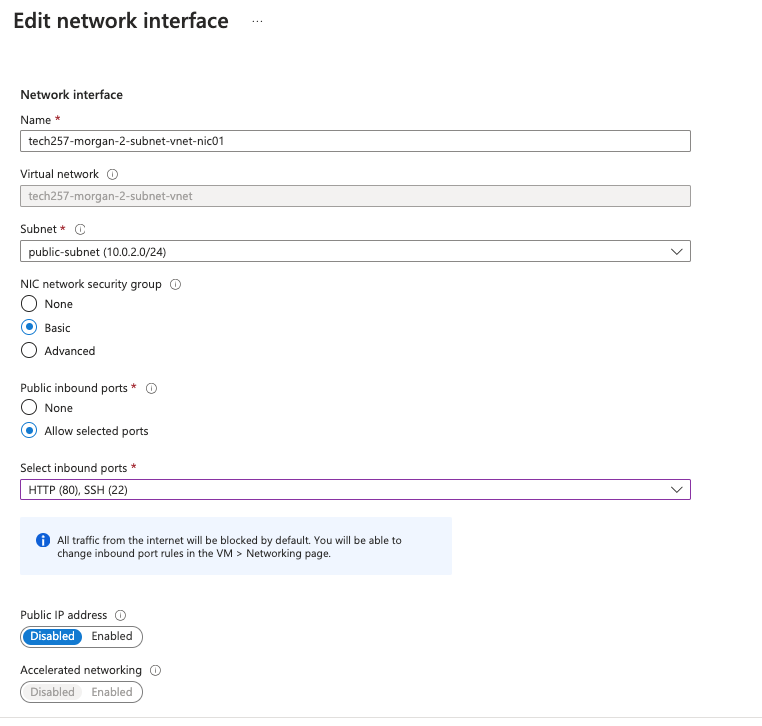 Edit network interface ...
Network interface
Name *
tech257-morgan-2-subnet-vnet-nic01
Virtual network
tech257-morgan-2-subnet-vnet
Subnet *
public-subnet (10.0.2.0/24)
NIC network security group
None
Basic
Advanced
Public inbound ports *
None
Allow selected ports
Select inbound ports *
HTTP (80), SSH (22)
All traffic from the internet will be blocked by default. You will be able to
change inbound port rules in the VM > Networking page.
Public IP address
Disabled Enabled
Accelerated networking
Disabled Enabled